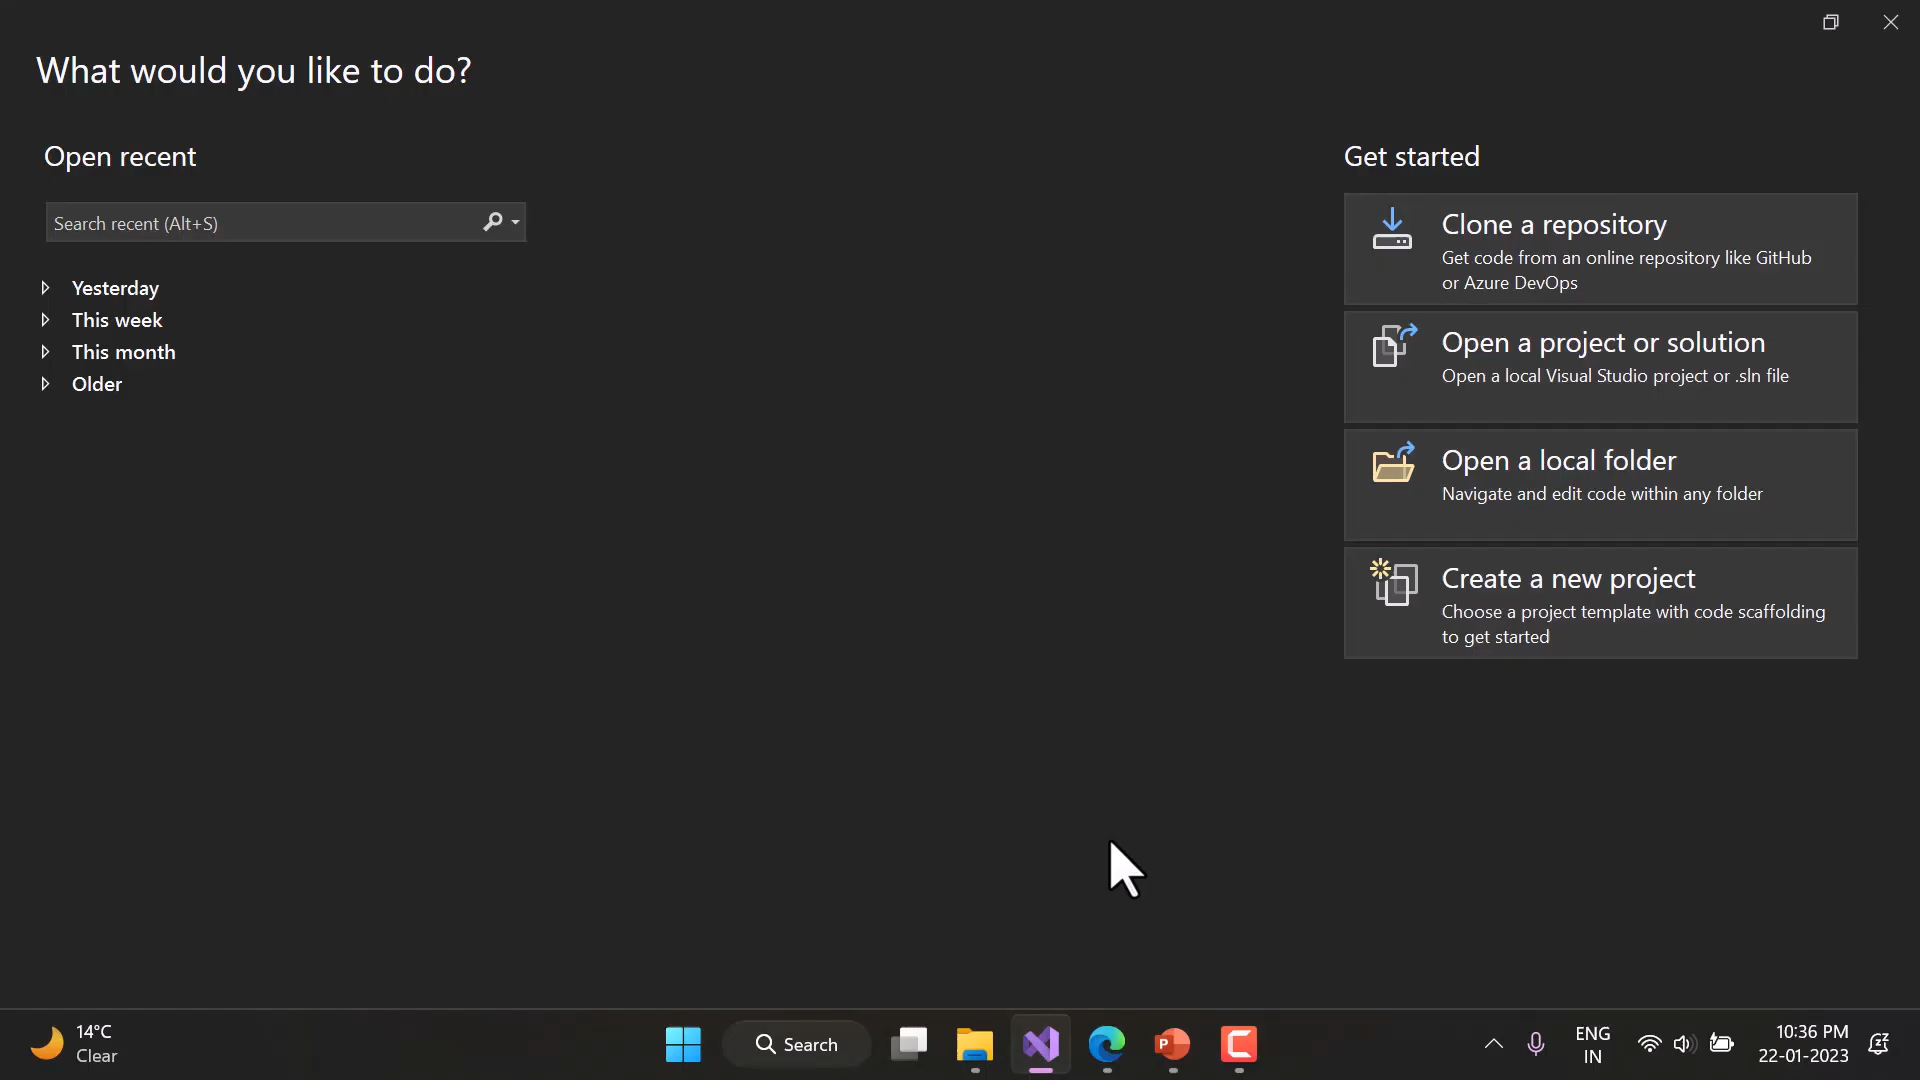 What would you like to do?
Open recent
Search recent (Alt+S)
Yesterday
This week
This month
Older
Get started
Clone a repository
Get code from an online repository like GitHub
or Azure DevOps
Open a project or solution
Open a local Visual Studio project or .sln file
Open a local folder
Navigate and edit code within any folder
Create a new project
Choose a project template with code scaffolding
to get started
14°C
Clear
Search
P
ENG
IN
10:36 PM
22-01-2023